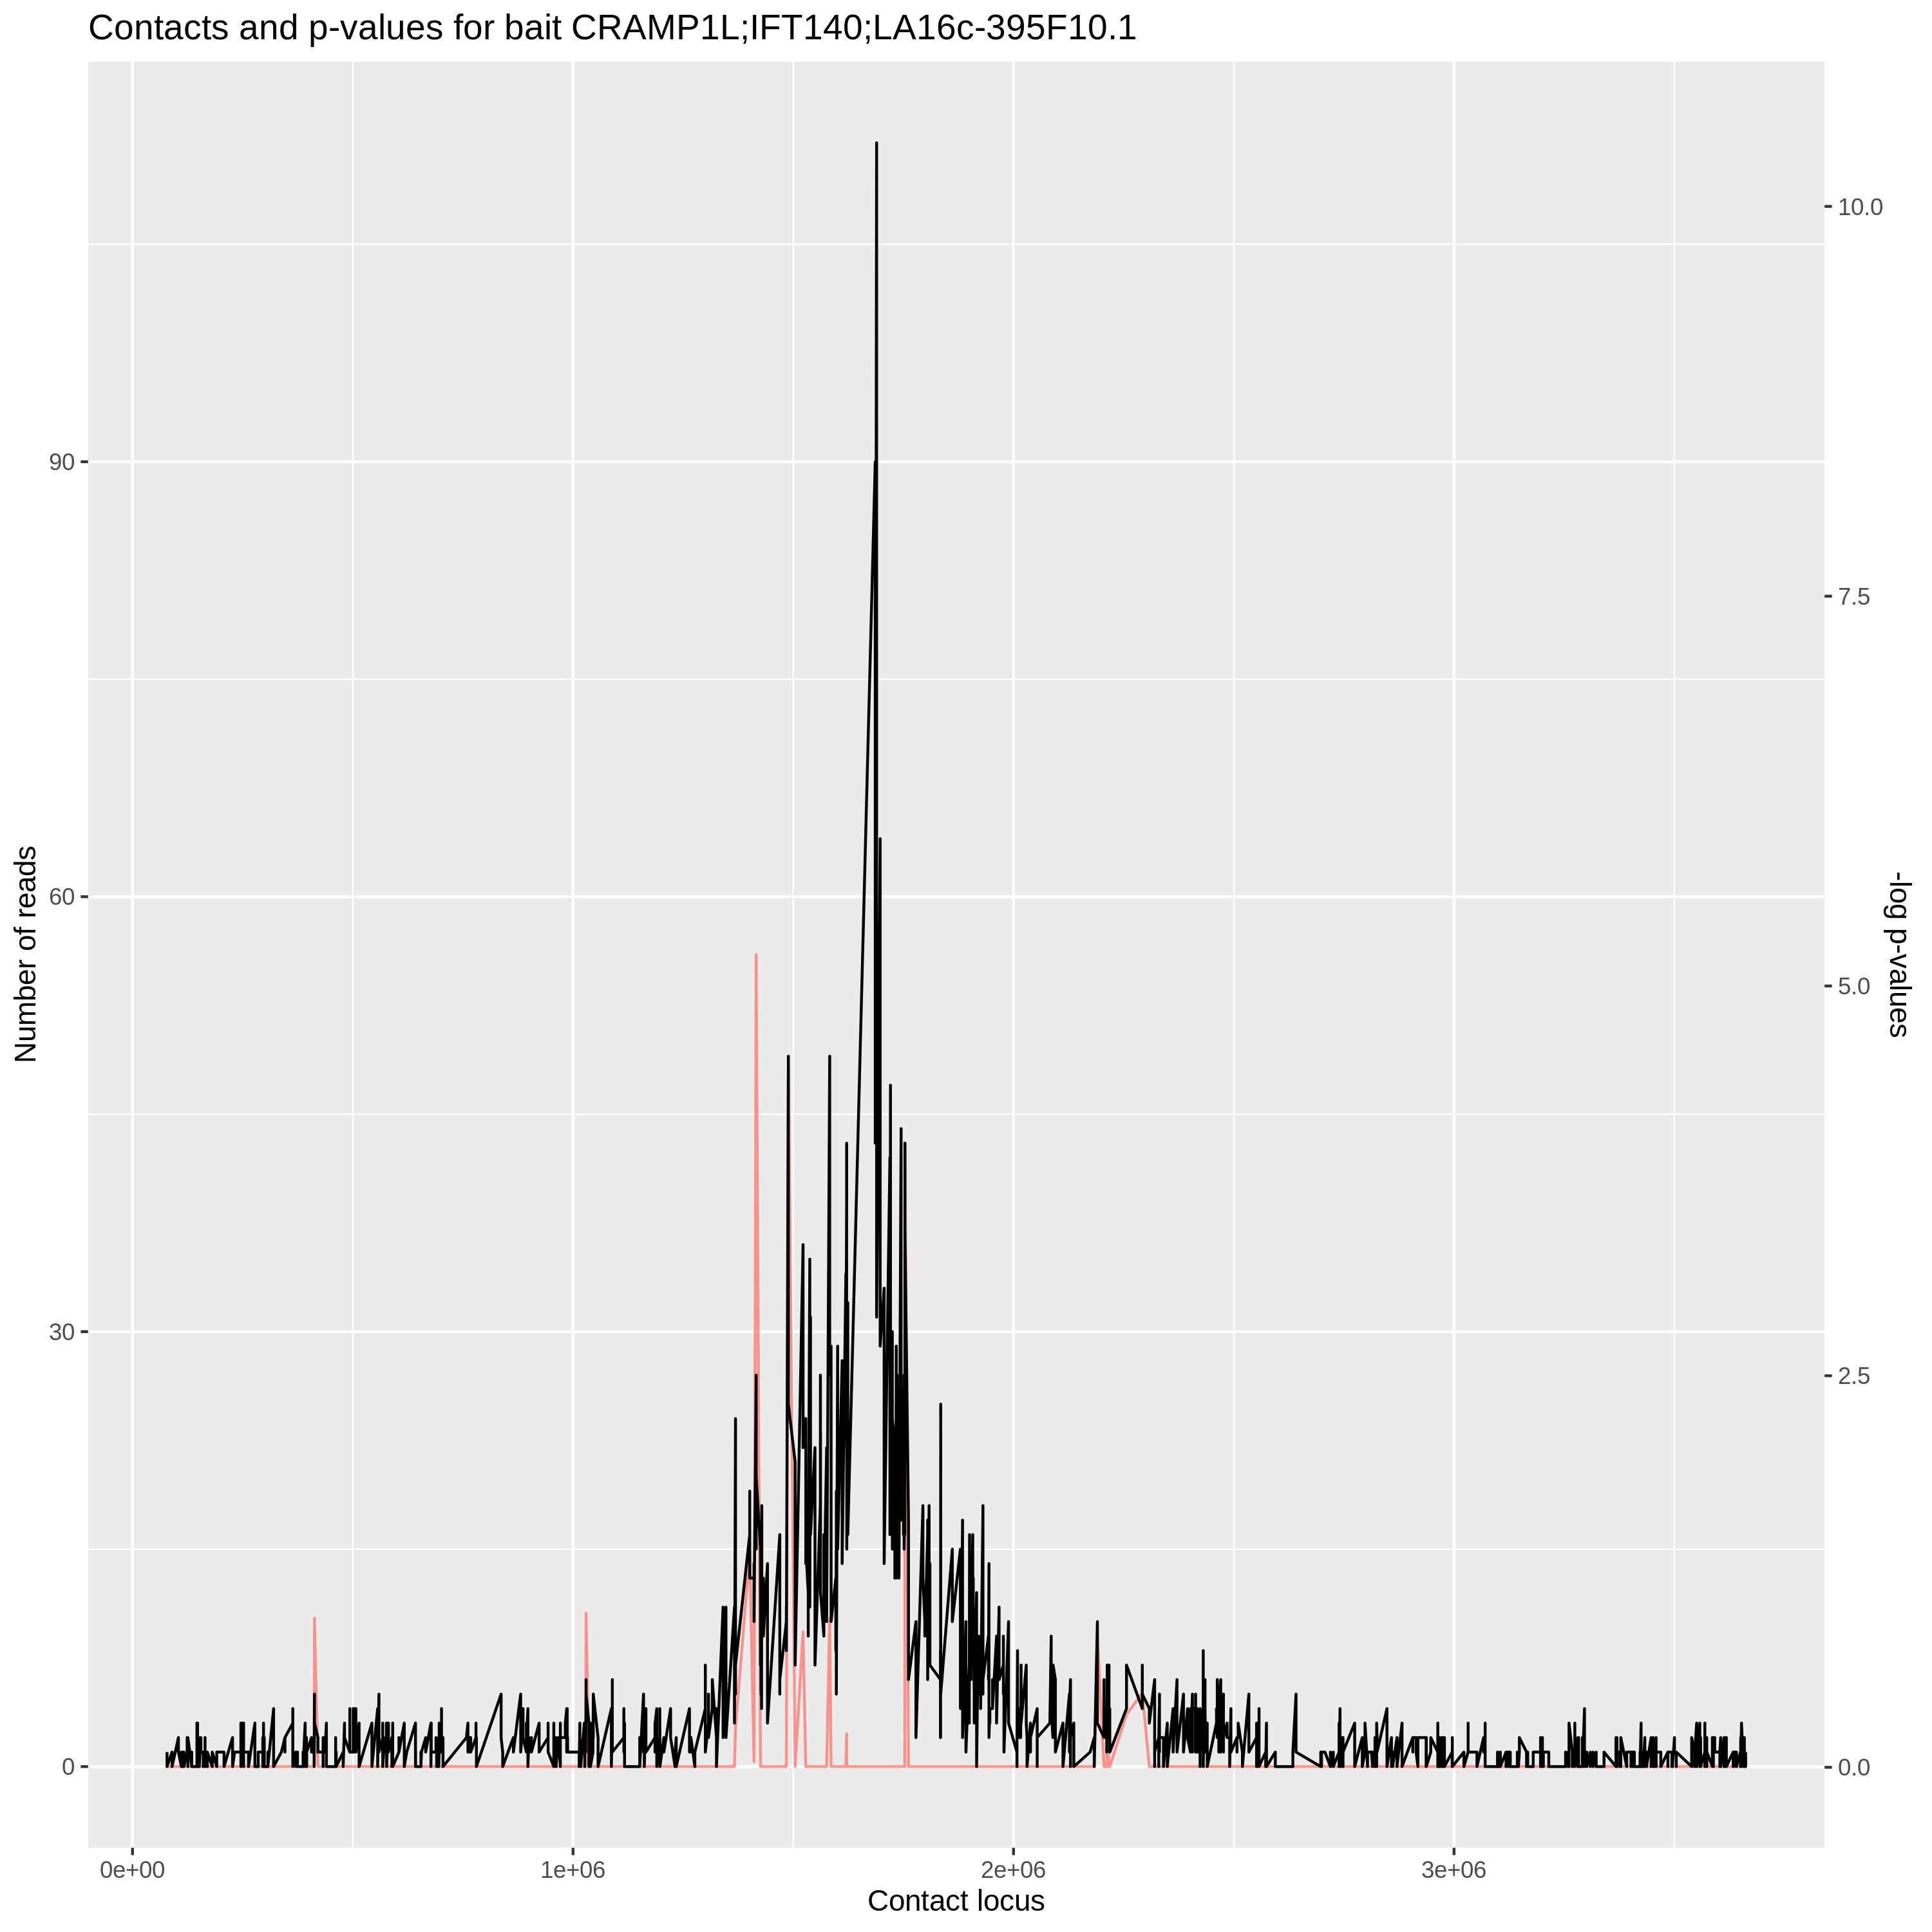 Contacts and p-values for bait CRAMP1L;IFT140;LA16c-395F10.1
Number of reads
90
60
30
0
10.0
7.5
5.0
2.5
0.0
-log p-values
0e+00 1e+06 2e+06 3e+06
Contact locus